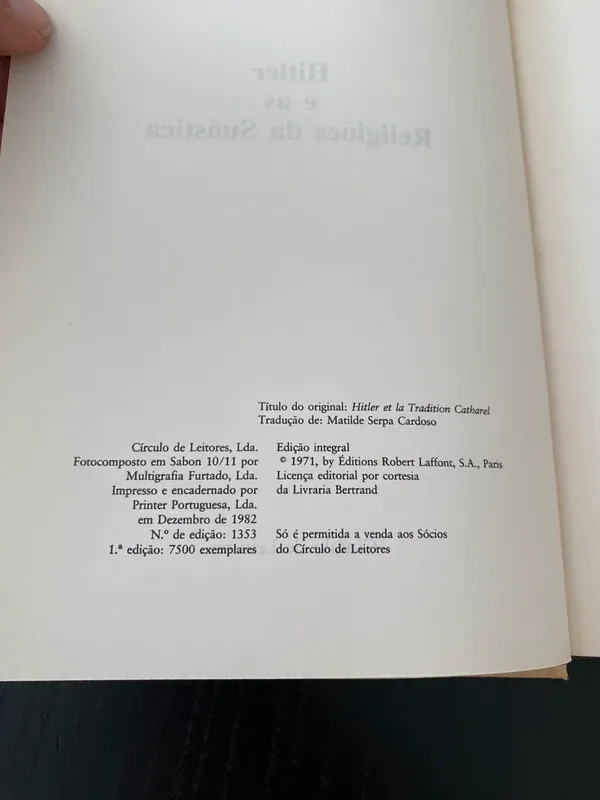 Hitler
e as
Religiões da Suástica
Título do original: Hitler et la Tradition Catharel
Tradução de: Matilde Serpa Cardoso
Círculo de Leitores, Lda.
Fotocomposto em Sabon 10/11 por
Multigrafia Furtado, Lda.
Impresso e encadernado por
Printer Portuguesa, Lda.
em Dezembro de 1982
N.º de edição: 1353
1.ª edição: 7500 exemplares
Edição integral
© 1971, by Éditions Robert Laffont, S.A., Paris
Licença editorial por cortesia
da Livraria Bertrand
Só é permitida a venda aos Sócios
do Círculo de Leitores